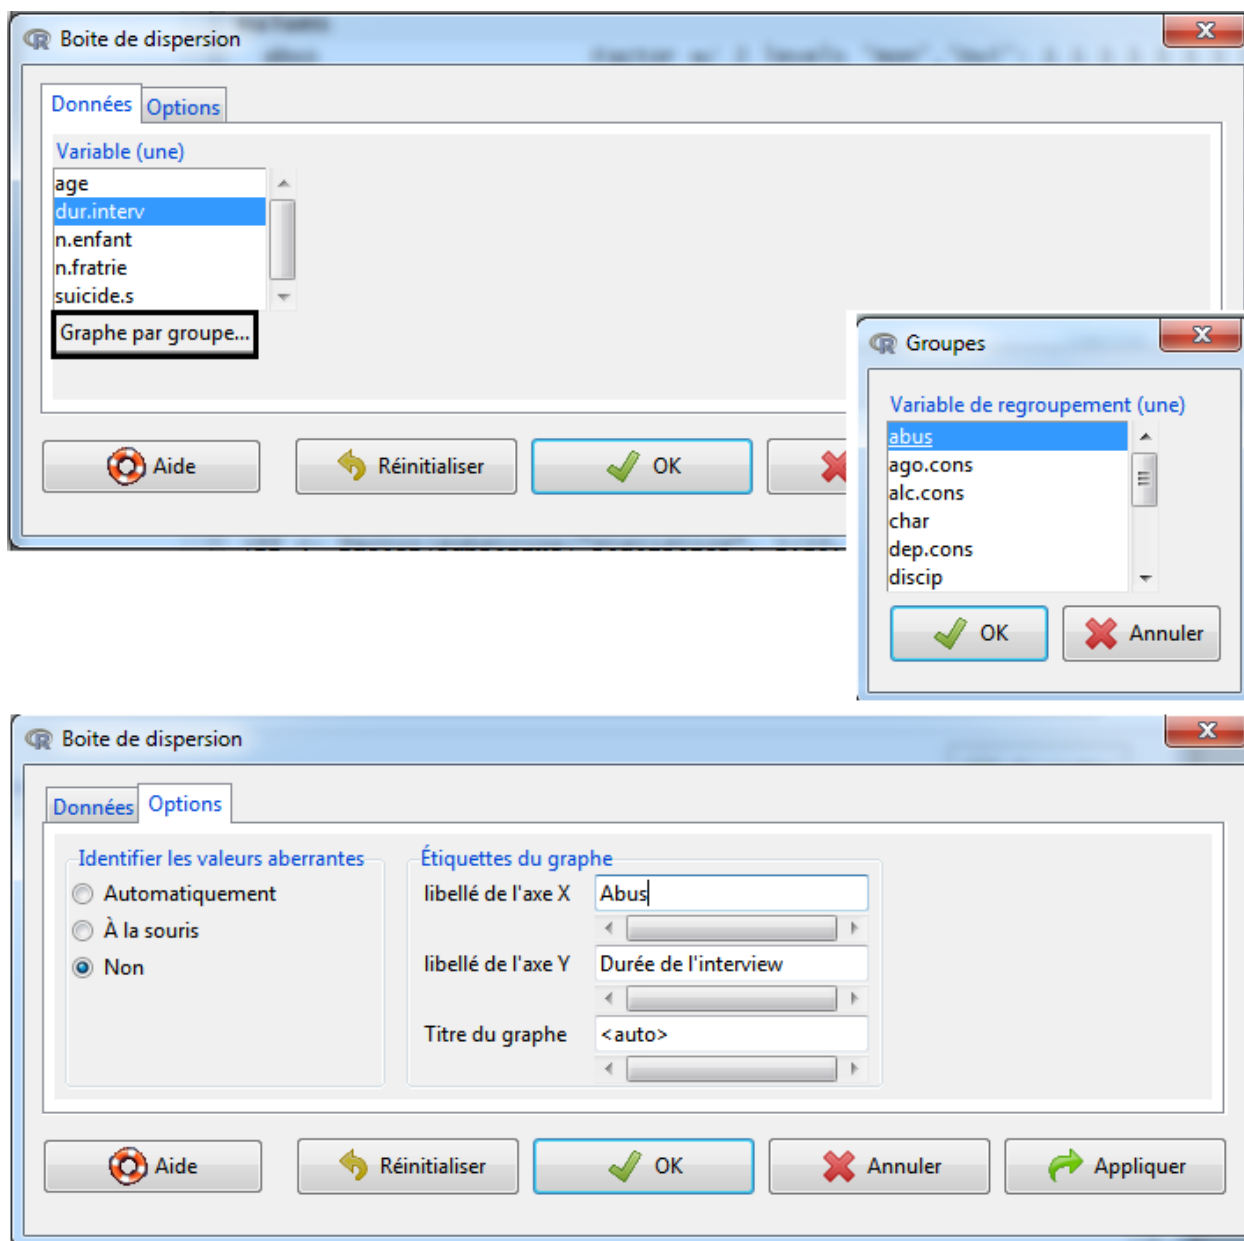 Boite de dispersion
Données Options
Variable (une)
age
dur.interv
n.enfant
n.fratrie
suicide.s
Graphe par groupe...
Aide Réinitialiser OK
Groupes
Variable de regroupement (une)
abus
ago.cons
alc.cons
char
dep.cons
discip
OK Annuler
Boite de dispersion
Données Options
Identifier les valeurs aberrantes
Automatiquement
À la souris
Non
Étiquettes du graphe
libellé de l'axe X Abus
libellé de l'axe Y Durée de l'interview
Titre du graphe <auto>
Aide Réinitialiser OK Annuler Appliquer